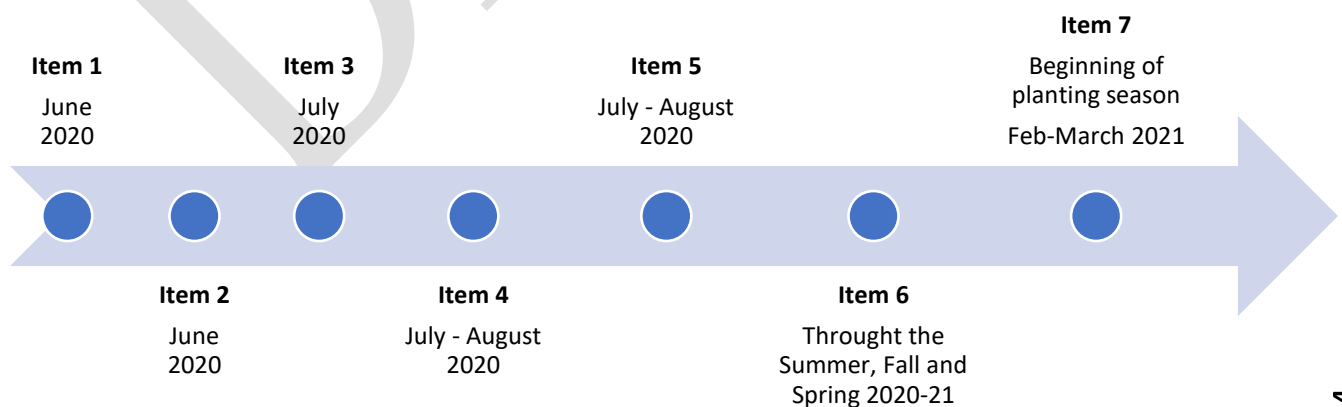 Item 1
June
2020
Item 2
June
2020
Item 3
July
2020
Item 4
July - August
2020
Item 5
July - August
2020
Item 6
Throught the
Summer, Fall and
Spring 2020-21
Item 7
Beginning of
planting season
Feb-March 2021